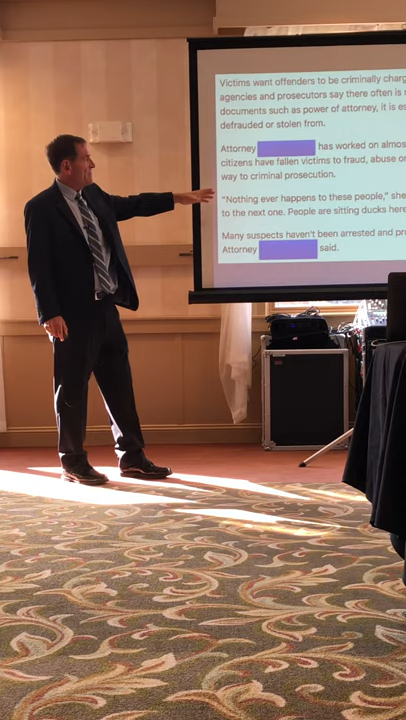 Victims want offenders to be criminally charg
agencies and prosecutors say there often is
documents such as power of attorney, it is es
defrauded or stolen from.
Attorney has worked on almos
citizens have fallen victims to fraud, abuse or
way to criminal prosecution.
“Nothing ever happens to these people,” she
to the next one. People are sitting ducks here
Many suspects haven't been arrested and pr
Attorney said.